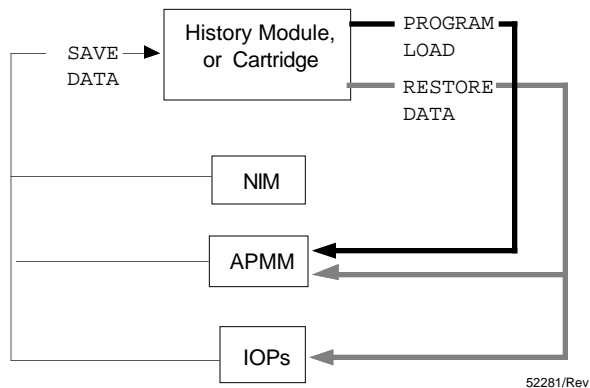 History Module,
or Cartridge
SAVE
DATA
PROGRAM
LOAD
RESTORE
DATA
NIM
APMM
IOPs
52281/Rev